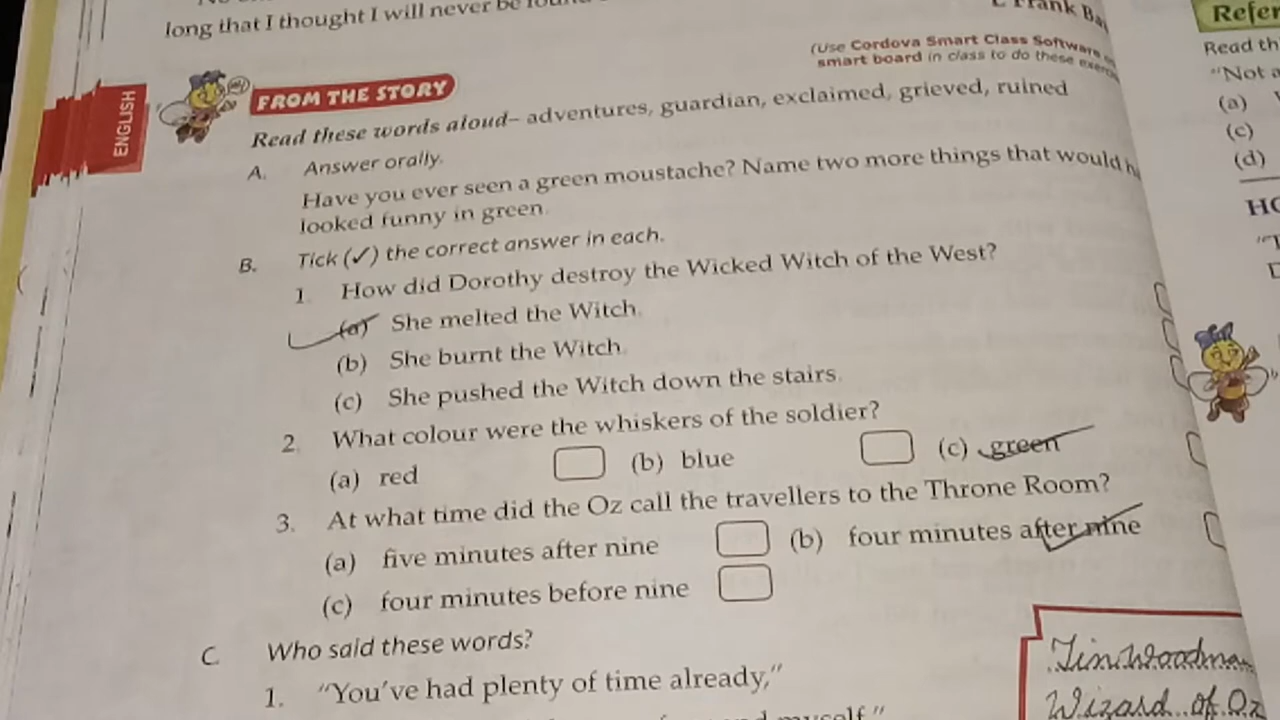 long that I thought I will never be
ENGLISH
FROM THE STORY
(Use Cordova Smart Class Software
smart board in class to do these
Read these words aloud– adventures, guardian, exclaimed, grieved, ruined
A. Answer orally.
Have you ever seen a green moustache? Name two more things that would
looked funny in green.
B. Tick (✓) the correct answer in each.
1. How did Dorothy destroy the Wicked Witch of the West?
(a) She melted the Witch.
(b) She burnt the Witch.
(c) She pushed the Witch down the stairs.
2. What colour were the whiskers of the soldier?
(a) red (b) blue (c) green
3. At what time did the Oz call the travellers to the Throne Room?
(a) five minutes after nine (b) four minutes after nine
(c) four minutes before nine
C. Who said these words?
1. "You've had plenty of time already,"
Wizard of Oz
Read th
"Not a
(a)
(c)
(d)